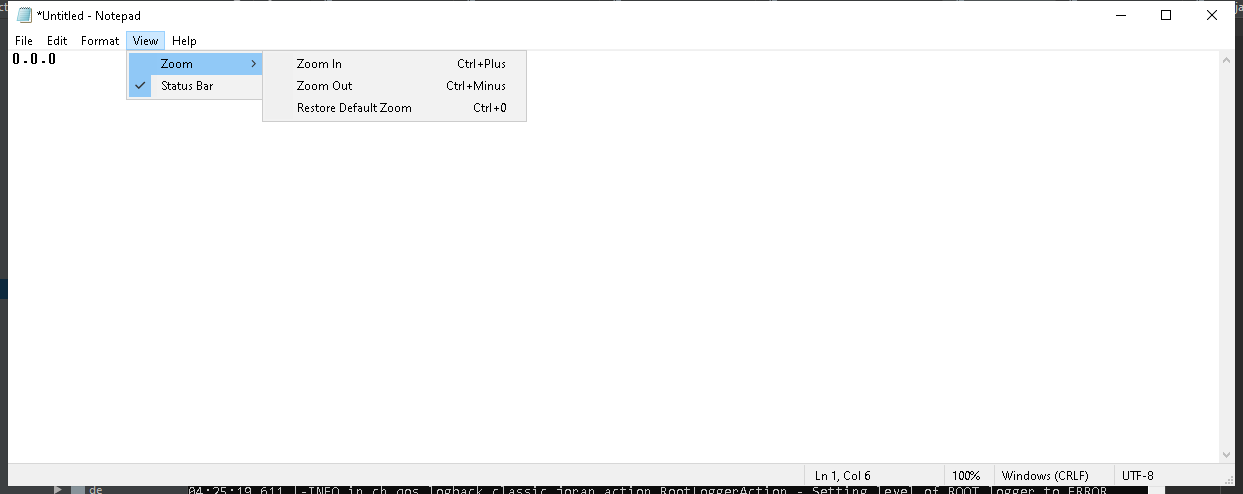 *Untitled - Notepad
File Edit Format View Help
0.0.0
Zoom
Status Bar
Zoom In Ctrl+Plus
Zoom Out Ctrl+Minus
Restore Default Zoom Ctrl+0
Ln 1, Col 6 100% Windows (CRLF) UTF-8
de 04:25:19,611 |-INFO in ch.qos.logback.classic.joran.action.RootLoggerAction - Setting level of ROOT logger to ERROR